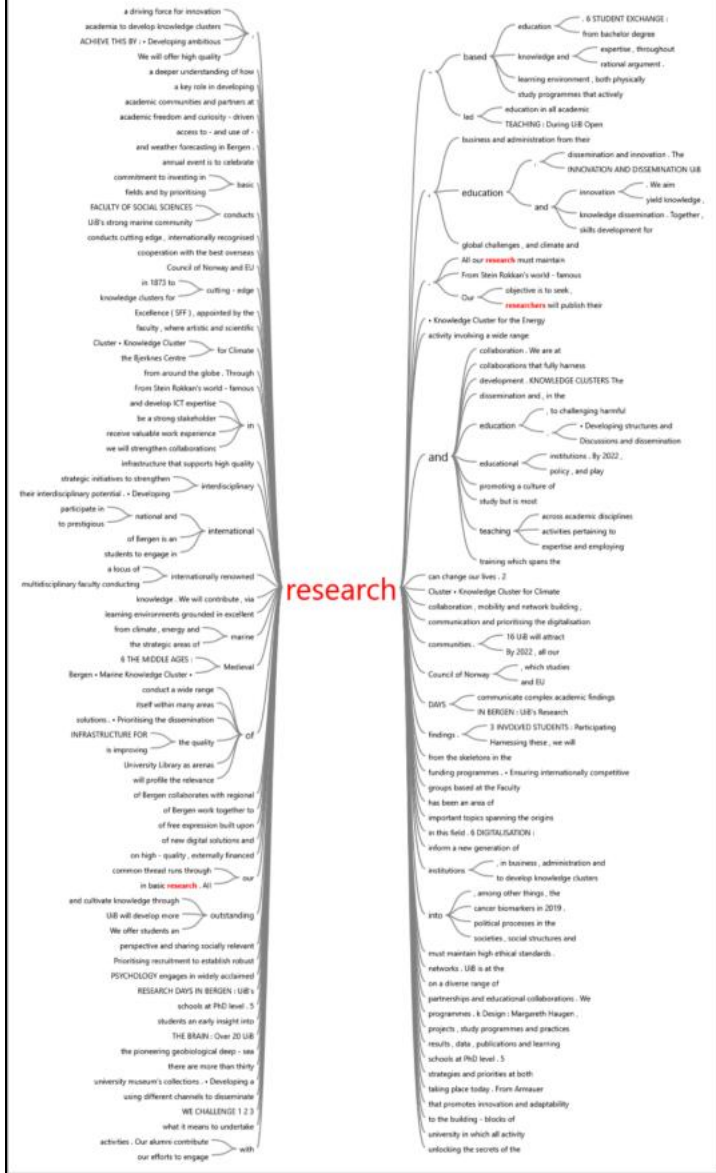 a driving force for innovation
academia to develop knowledge clusters
ACHIEVE THIS BY : • Developing ambitious
We will offer high quality
,
a deeper understanding of how
a key role in developing
academic communities and partners at
academic freedom and curiosity - driven
access to - and use of -
and weather forecasting in Bergen .
annual event is to celebrate
commitment to investing in
fields and by prioritising
basic
FACULTY OF SOCIAL SCIENCES
UiB's strong marine community
conducts
conducts cutting edge , internationally recognised
cooperation with the best overseas
Council of Norway and EU
in 1873 to
knowledge clusters for
cutting - edge
Excellence ( SFF ) , appointed by the
faculty , where artistic and scientific
Cluster • Knowledge Cluster
the Bjerknes Centre
for Climate
from around the globe . Through
From Stein Rokkan's world - famous
and develop ICT expertise
be a strong stakeholder
receive valuable work experience
we will strengthen collaborations
in
infrastructure that supports high quality
strategic initiatives to strengthen
their interdisciplinary potential . • Developing
interdisciplinary
participate in
to prestigious
national and
of Bergen is an
students to engage in
international
a locus of
multidisciplinary faculty conducting
internationally renowned
knowledge . We will contribute , via
learning environments grounded in excellent
from climate , energy and
the strategic areas of
marine
6 THE MIDDLE AGES :
Bergen • Marine Knowledge Cluster •
Medieval
conduct a wide range
itself within many areas
solutions . • Prioritising the dissemination
INFRASTRUCTURE FOR
is improving
the quality
University Library as arenas
will profile the relevance
of
of Bergen collaborates with regional
of Bergen work together to
of free expression built upon
of new digital solutions and
on high - quality , externally financed
common thread runs through
in basic research . All
our
and cultivate knowledge through
UiB will develop more
We offer students an
outstanding
perspective and sharing socially relevant
Prioritising recruitment to establish robust
PSYCHOLOGY engages in widely acclaimed
RESEARCH DAYS IN BERGEN : UiB's
schools at PhD level . 5
students an early insight into
THE BRAIN : Over 20 UiB
the pioneering geobiological deep - sea
there are more than thirty
university museum's collections . • Developing a
using different channels to disseminate
WE CHALLENGE 1 2 3
what it means to undertake
activities . Our alumni contribute
our efforts to engage
with
research
-
based
education
. 6 STUDENT EXCHANGE :
from bachelor degree
knowledge and
expertise , throughout
rational argument .
learning environment , both physically
study programmes that actively
led
education in all academic
TEACHING : During UiB Open
,
business and administration from their
education
,
dissemination and innovation . The
INNOVATION AND DISSEMINATION UiB
and
innovation
. We aim
yield knowledge ,
knowledge dissemination . Together ,
skills development for
global challenges , and climate and
.
All our research must maintain
From Stein Rokkan's world - famous
Our
objective is to seek ,
researchers will publish their
• Knowledge Cluster for the Energy
activity involving a wide range
and
collaboration . We are at
collaborations that fully harness
development . KNOWLEDGE CLUSTERS The
dissemination and , in the
education
, to challenging harmful
.
• Developing structures and
Discussions and dissemination
educational
institutions . By 2022 ,
policy , and play
promoting a culture of
study but is most
teaching
across academic disciplines
activities pertaining to
expertise and employing
training which spans the
can change our lives . 2
Cluster • Knowledge Cluster for Climate
collaboration , mobility and network building ,
communication and prioritising the digitalisation
communities .
16 UiB will attract
By 2022 , all our
Council of Norway
, which studies
and EU
DAYS
communicate complex academic findings
IN BERGEN : UiB's Research
findings .
3 INVOLVED STUDENTS : Participating
Harnessing these , we will
from the skeletons in the
funding programmes . • Ensuring internationally competitive
groups based at the Faculty
has been an area of
important topics spanning the origins
in this field . 6 DIGITALISATION :
inform a new generation of
institutions
, in business , administration and
to develop knowledge clusters
into
, among other things , the
cancer biomarkers in 2019 .
political processes in the
societies , social structures and
must maintain high ethical standards .
networks . UiB is at the
on a diverse range of
partnerships and educational collaborations . We
programmes . k Design : Margareth Haugen ,
projects , study programmes and practices
results , data , publications and learning
schools at PhD level . 5
strategies and priorities at both
taking place today . From Armauer
that promotes innovation and adaptability
to the building - blocks of
university in which all activity
unlocking the secrets of the